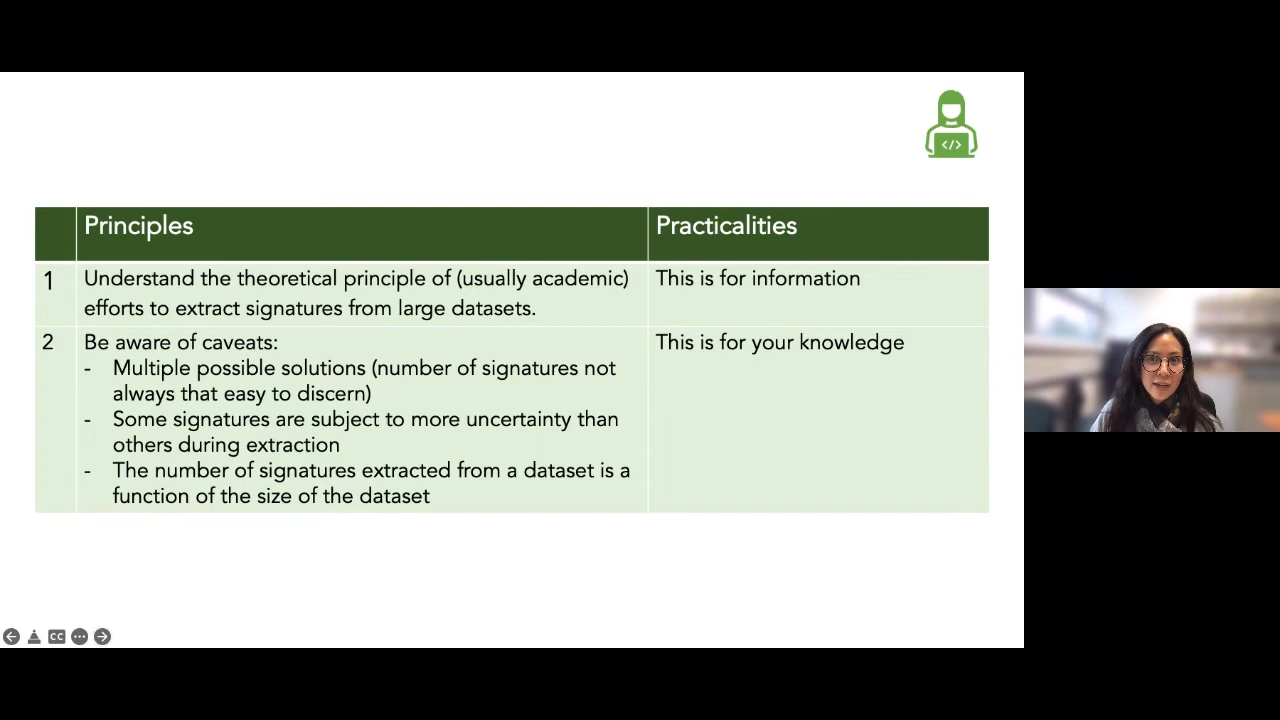 </>
Principles
Practicalities
1
Understand the theoretical principle of (usually academic)
efforts to extract signatures from large datasets.
This is for information
2
Be aware of caveats:
- Multiple possible solutions (number of signatures not
always that easy to discern)
- Some signatures are subject to more uncertainty than
others during extraction
- The number of signatures extracted from a dataset is a
function of the size of the dataset
This is for your knowledge
CC